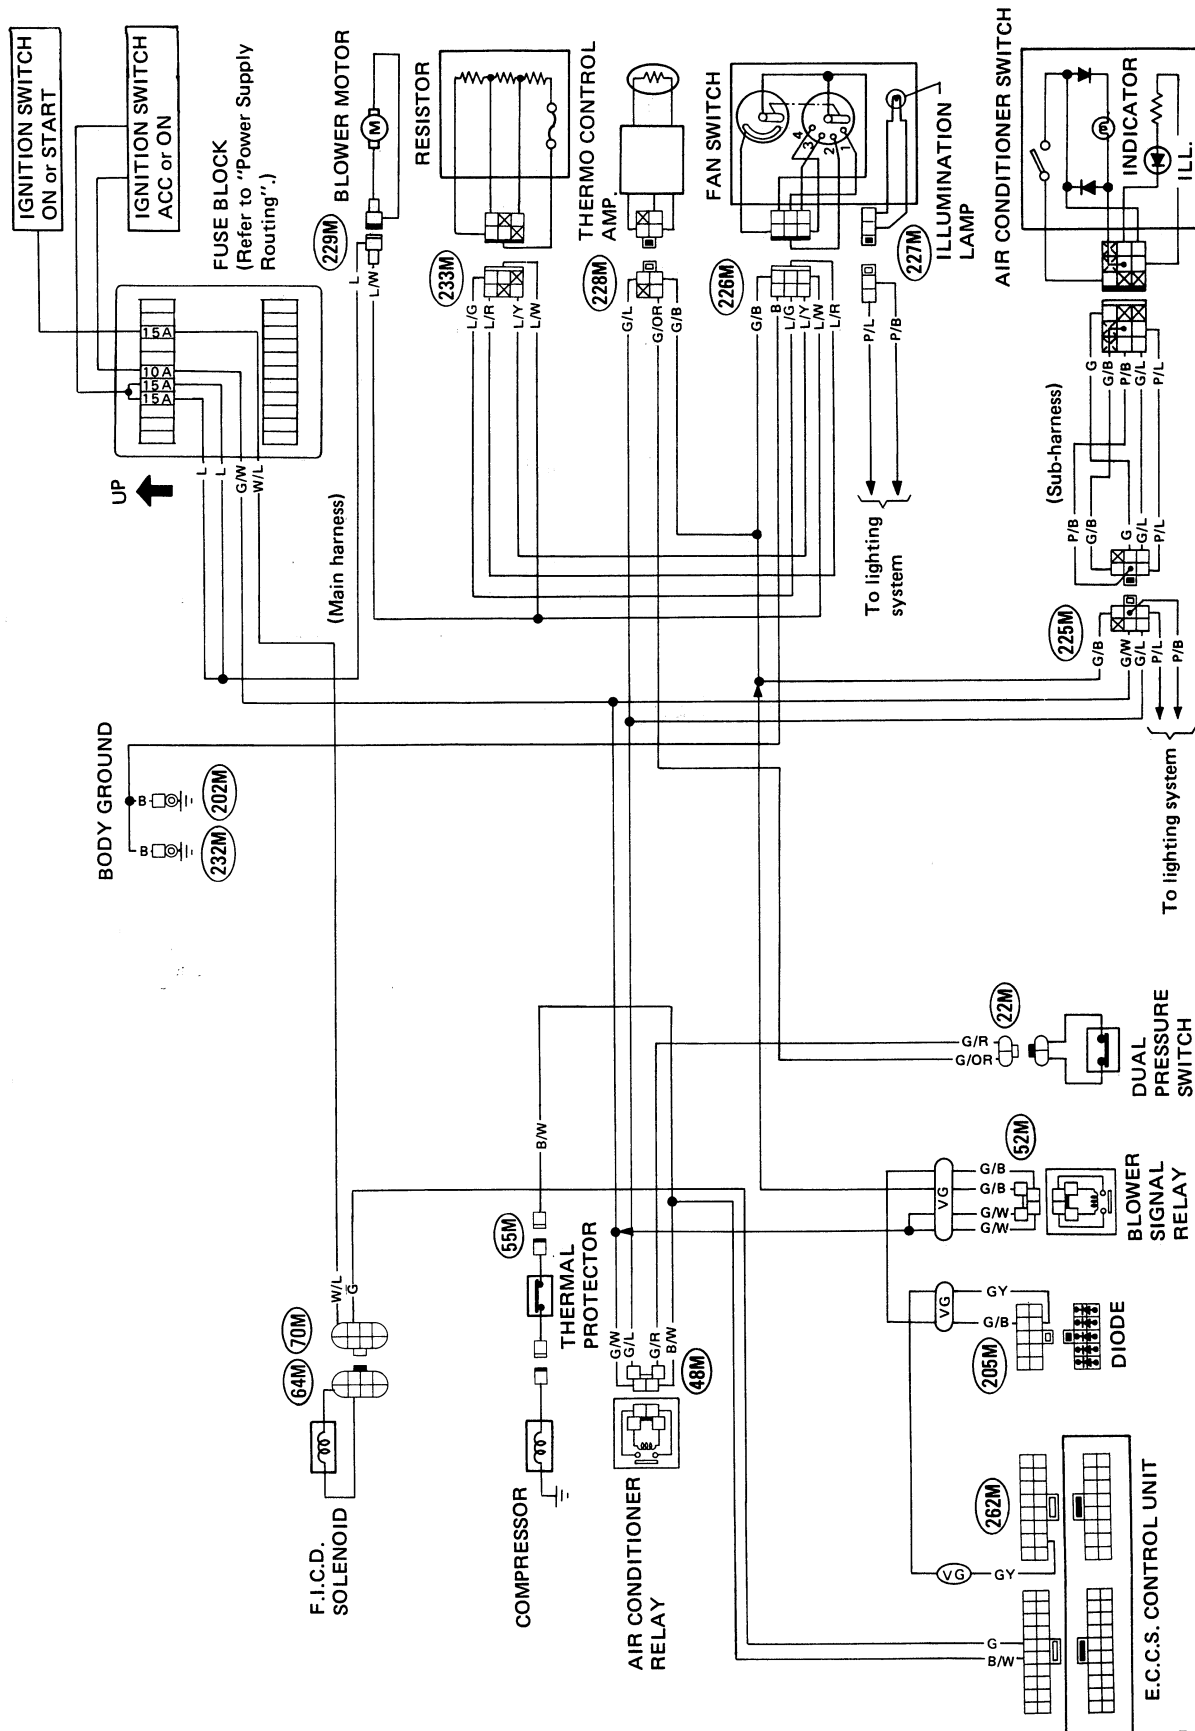 IGNITION SWITCH
ON or START
IGNITION SWITCH
ACC or ON
FUSE BLOCK
(Refer to "Power Supply
Routing".)
15A
10A
15A
15A
UP
L
L
G/W
W/L
(Main harness)
BLOWER MOTOR
M
229M
L
L/W
RESISTOR
233M
L/G
L/R
L/Y
L/W
THERMO CONTROL
AMP.
228M
G/L
G/OR
G/B
FAN SWITCH
4
3
2
1
226M
G/B
B
L/G
L/Y
L/W
L/R
227M
ILLUMINATION
LAMP
P/L
P/B
To lighting
system
AIR CONDITIONER SWITCH
INDICATOR
ILL.
G
G/B
P/B
G/L
P/L
(Sub-harness)
P/B
G/B
G
G/L
P/L
225M
G/B
G/W
G/L
P/L
P/B
To lighting system
BODY GROUND
B
202M
B
232M
22M
G/R
G/OR
DUAL
PRESSURE
SWITCH
52M
VG
G/B
G/B
G/W
G/W
BLOWER
SIGNAL
RELAY
VG
GY
G/B
205M
DIODE
B/W
55M
THERMAL
PROTECTOR
COMPRESSOR
W/L
G
70M
64M
F.I.C.D.
SOLENOID
G/W
G/L
G/R
B/W
48M
AIR CONDITIONER
RELAY
262M
VG
GY
G
B/W
E.C.C.S. CONTROL UNIT